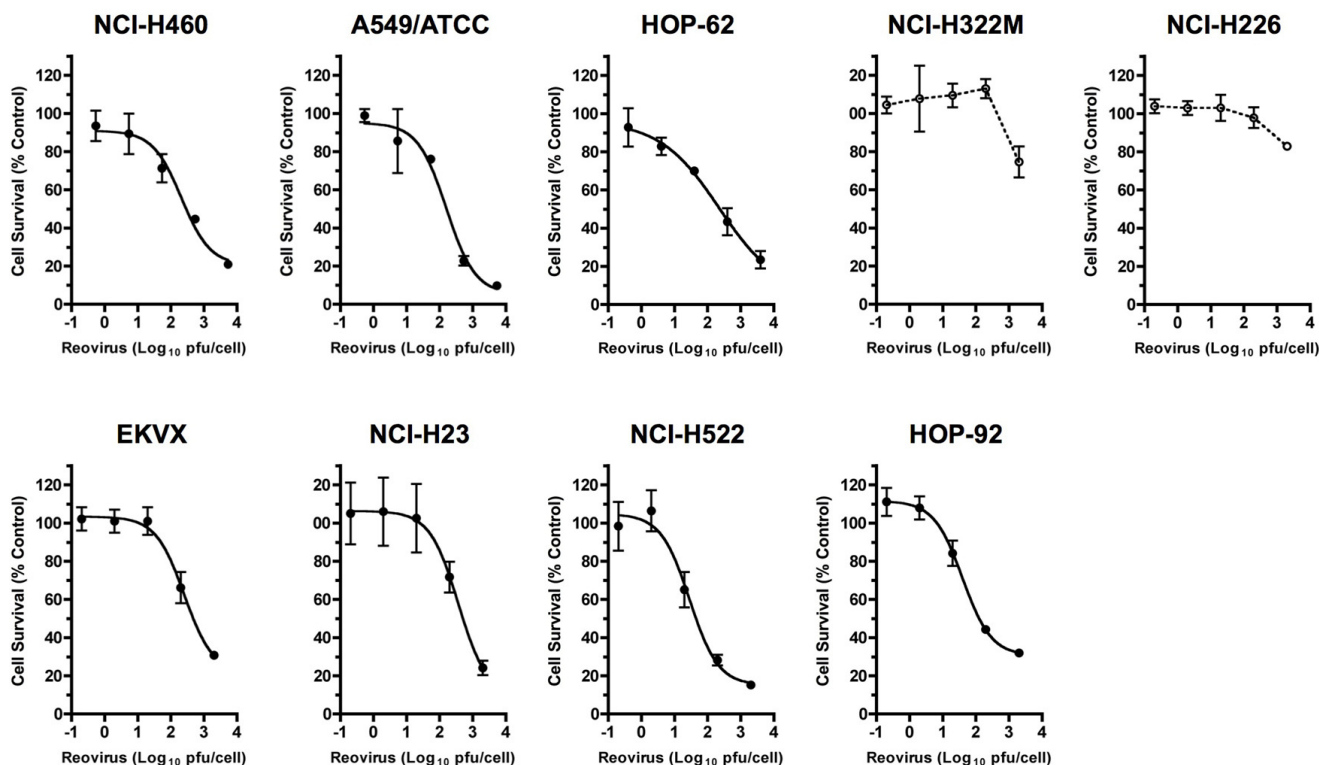 NCI-H460
A549/ATCC
HOP-62
NCI-H322M
NCI-H226
Cell Survival (% Control)
120
100
80
60
40
20
0
-1 0 1 2 3 4
Reovirus (Log10 pfu/cell)
Cell Survival (% Control)
120
100
80
60
40
20
0
-1 0 1 2 3 4
Reovirus (Log10 pfu/cell)
Cell Survival (% Control)
120
100
80
60
40
20
0
-1 0 1 2 3 4
Reovirus (Log10 pfu/cell)
Cell Survival (% Control)
20
00
80
60
40
20
0
-1 0 1 2 3 4
Reovirus (Log10 pfu/cell)
Cell Survival (% Control)
120
100
80
60
40
20
0
-1 0 1 2 3 4
Reovirus (Log10 pfu/cell)
EKVX
NCI-H23
NCI-H522
HOP-92
Cell Survival (% Control)
120
100
80
60
40
20
0
-1 0 1 2 3 4
Reovirus (Log10 pfu/cell)
Cell Survival (% Control)
20
00
80
60
40
20
0
-1 0 1 2 3 4
Reovirus (Log10 pfu/cell)
Cell Survival (% Control)
120
100
80
60
40
20
0
-1 0 1 2 3 4
Reovirus (Log10 pfu/cell)
Cell Survival (% Control)
120
100
80
60
40
20
0
-1 0 1 2 3 4
Reovirus (Log10 pfu/cell)